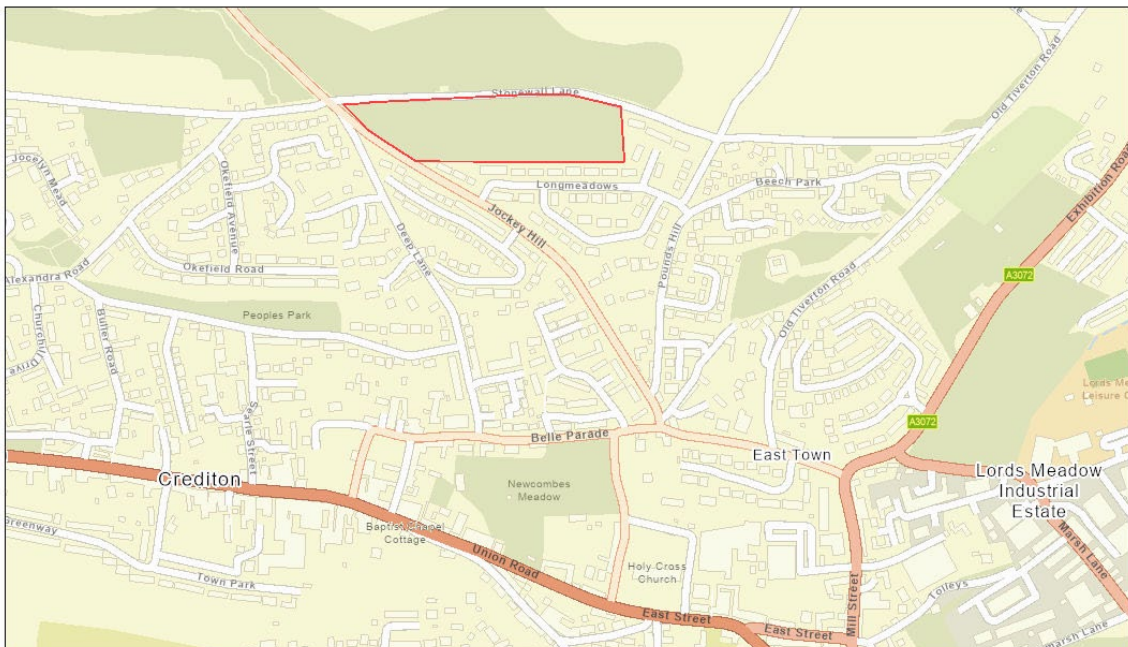 Stonewall Lane
Old Tiverton Road
Jocelyn Mead
Okefield Avenue
Longmeadows
Beech Park
Exhibition Road
Jockey Hill
Deep Lane
Pounds Hill
Alexandra Road
Okefield Road
A3072
Old Tiverton Road
Peoples Park
Buller Road
Churchill Drive
Searle Street
Lords Me
Leisure C
A3072
Belle Parade
East Town
Crediton
Newcombes
Meadow
Lords Meadow
Industrial
Estate
Baptist Chapel
Cottage
Greenway
Union Road
Marsh Lane
Holy Cross
Church
Town Park
Mill Street
Tolleys
East Street
East Street
Marsh Lane